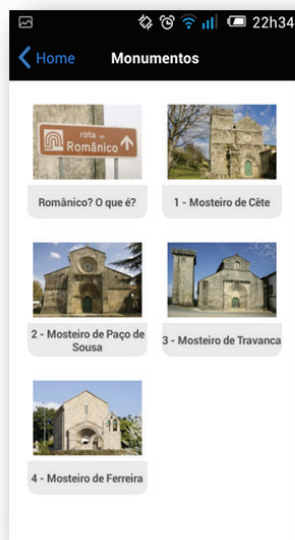 22h34
Home
Monumentos
rota do
Românico
Românico? O que é?
1 - Mosteiro de Cête
2 - Mosteiro de Paço de
Sousa
3 - Mosteiro de Travanca
4 - Mosteiro de Ferreira